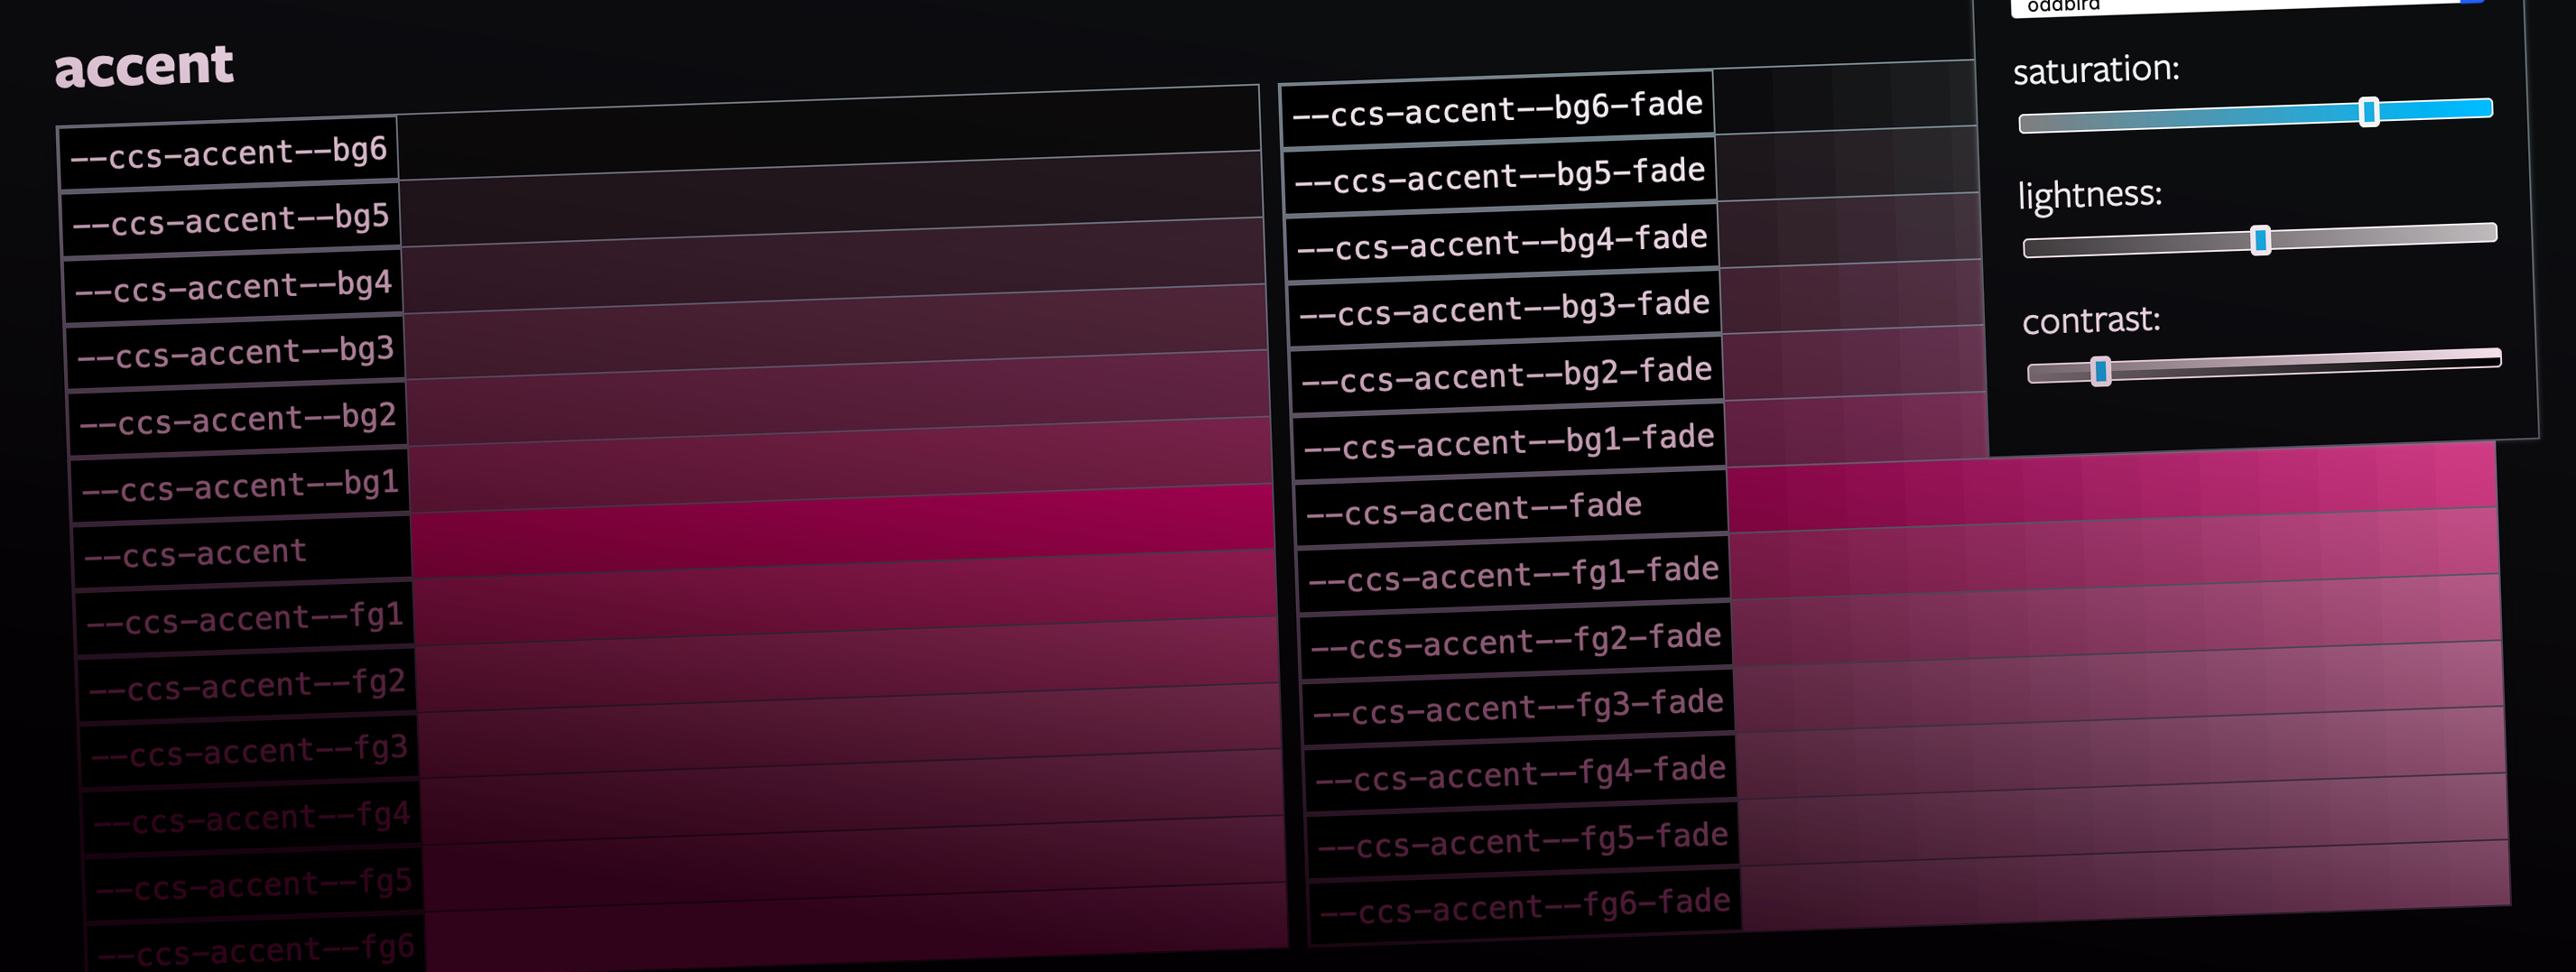 accent
--ccs-accent--bg6
--ccs-accent--bg5
--ccs-accent--bg4
--ccs-accent--bg3
--ccs-accent--bg2
--ccs-accent--bg1
--ccs-accent
--ccs-accent--fg1
--ccs-accent--fg2
--ccs-accent--fg3
--ccs-accent--fg4
--ccs-accent--fg5
--ccs-accent--fg6
--ccs-accent--bg6-fade
--ccs-accent--bg5-fade
--ccs-accent--bg4-fade
--ccs-accent--bg3-fade
--ccs-accent--bg2-fade
--ccs-accent--bg1-fade
--ccs-accent--fade
--ccs-accent--fg1-fade
--ccs-accent--fg2-fade
--ccs-accent--fg3-fade
--ccs-accent--fg4-fade
--ccs-accent--fg5-fade
--ccs-accent--fg6-fade
oddbird
saturation:
lightness:
contrast: